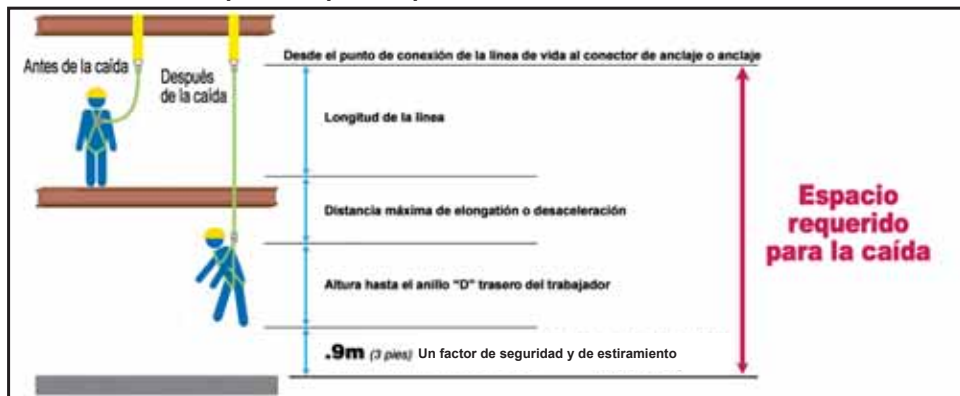 Antes de la caída
Después
de la caída
Desde el punto de conexión de la línea de vida al conector de anclaje o anclaje
Longitud de la línea
Distancia máxima de elongatión o desaceleración
Altura hasta el anillo "D" trasero del trabajador
.9m (3 pies) Un factor de seguridad y de estiramiento
Espacio
requerido
para la caída